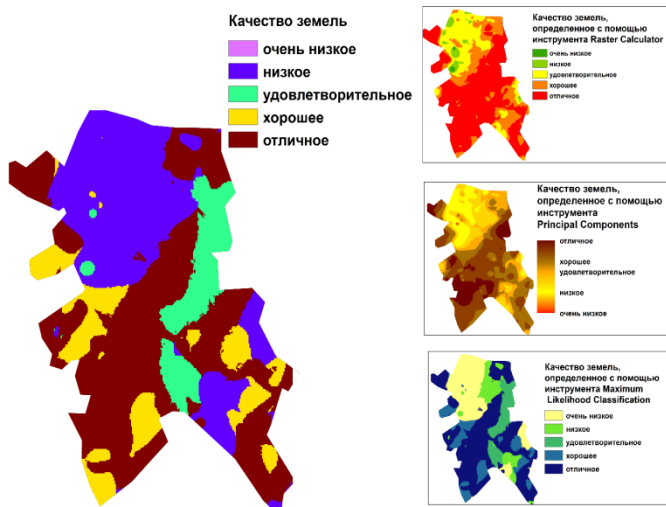 Качество земель
очень низкое
низкое
удовлетворительное
хорошее
отличное
Качество земель,
определенное с помощью
инструмента Raster Calculator
очень низкое
низкое
удовлетворительное
хорошее
отличное
Качество земель,
определенное с помощью
инструмента
Principal Components
отличное
хорошее
удовлетворительное
низкое
очень низкое
Качество земель,
определенное с помощью
инструмента Maximum
Likelihood Classification
очень низкое
низкое
удовлетворительное
хорошее
отличное